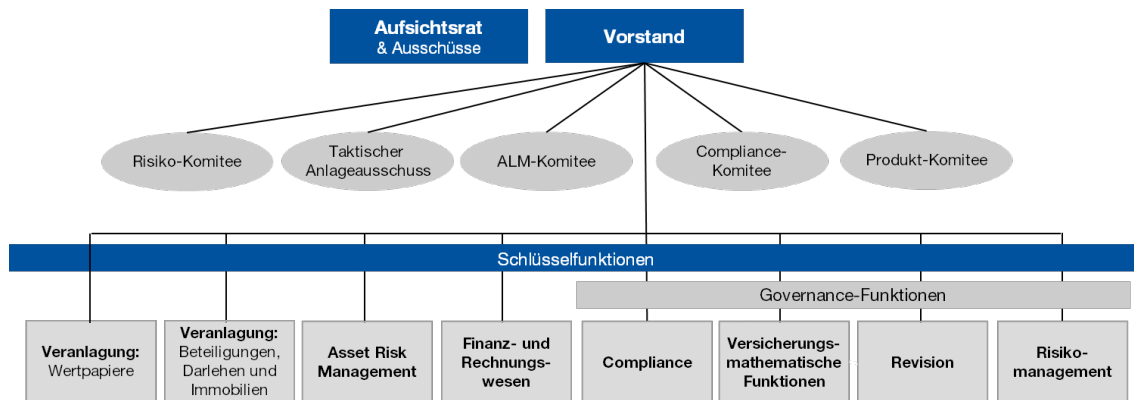 Aufsichtsrat
& Ausschüsse
Vorstand
Risiko-Komitee
Taktischer
Anlageausschuss
ALM-Komitee
Compliance-
Komitee
Produkt-Komitee
Schlüsselfunktionen
Governance-Funktionen
Veranlagung:
Wertpapiere
Veranlagung:
Beteiligungen,
Darlehen und
Immobilien
Asset Risk
Management
Finanz- und
Rechnungs-
wesen
Compliance
Versicherungs-
mathematische
Funktionen
Revision
Risiko-
management